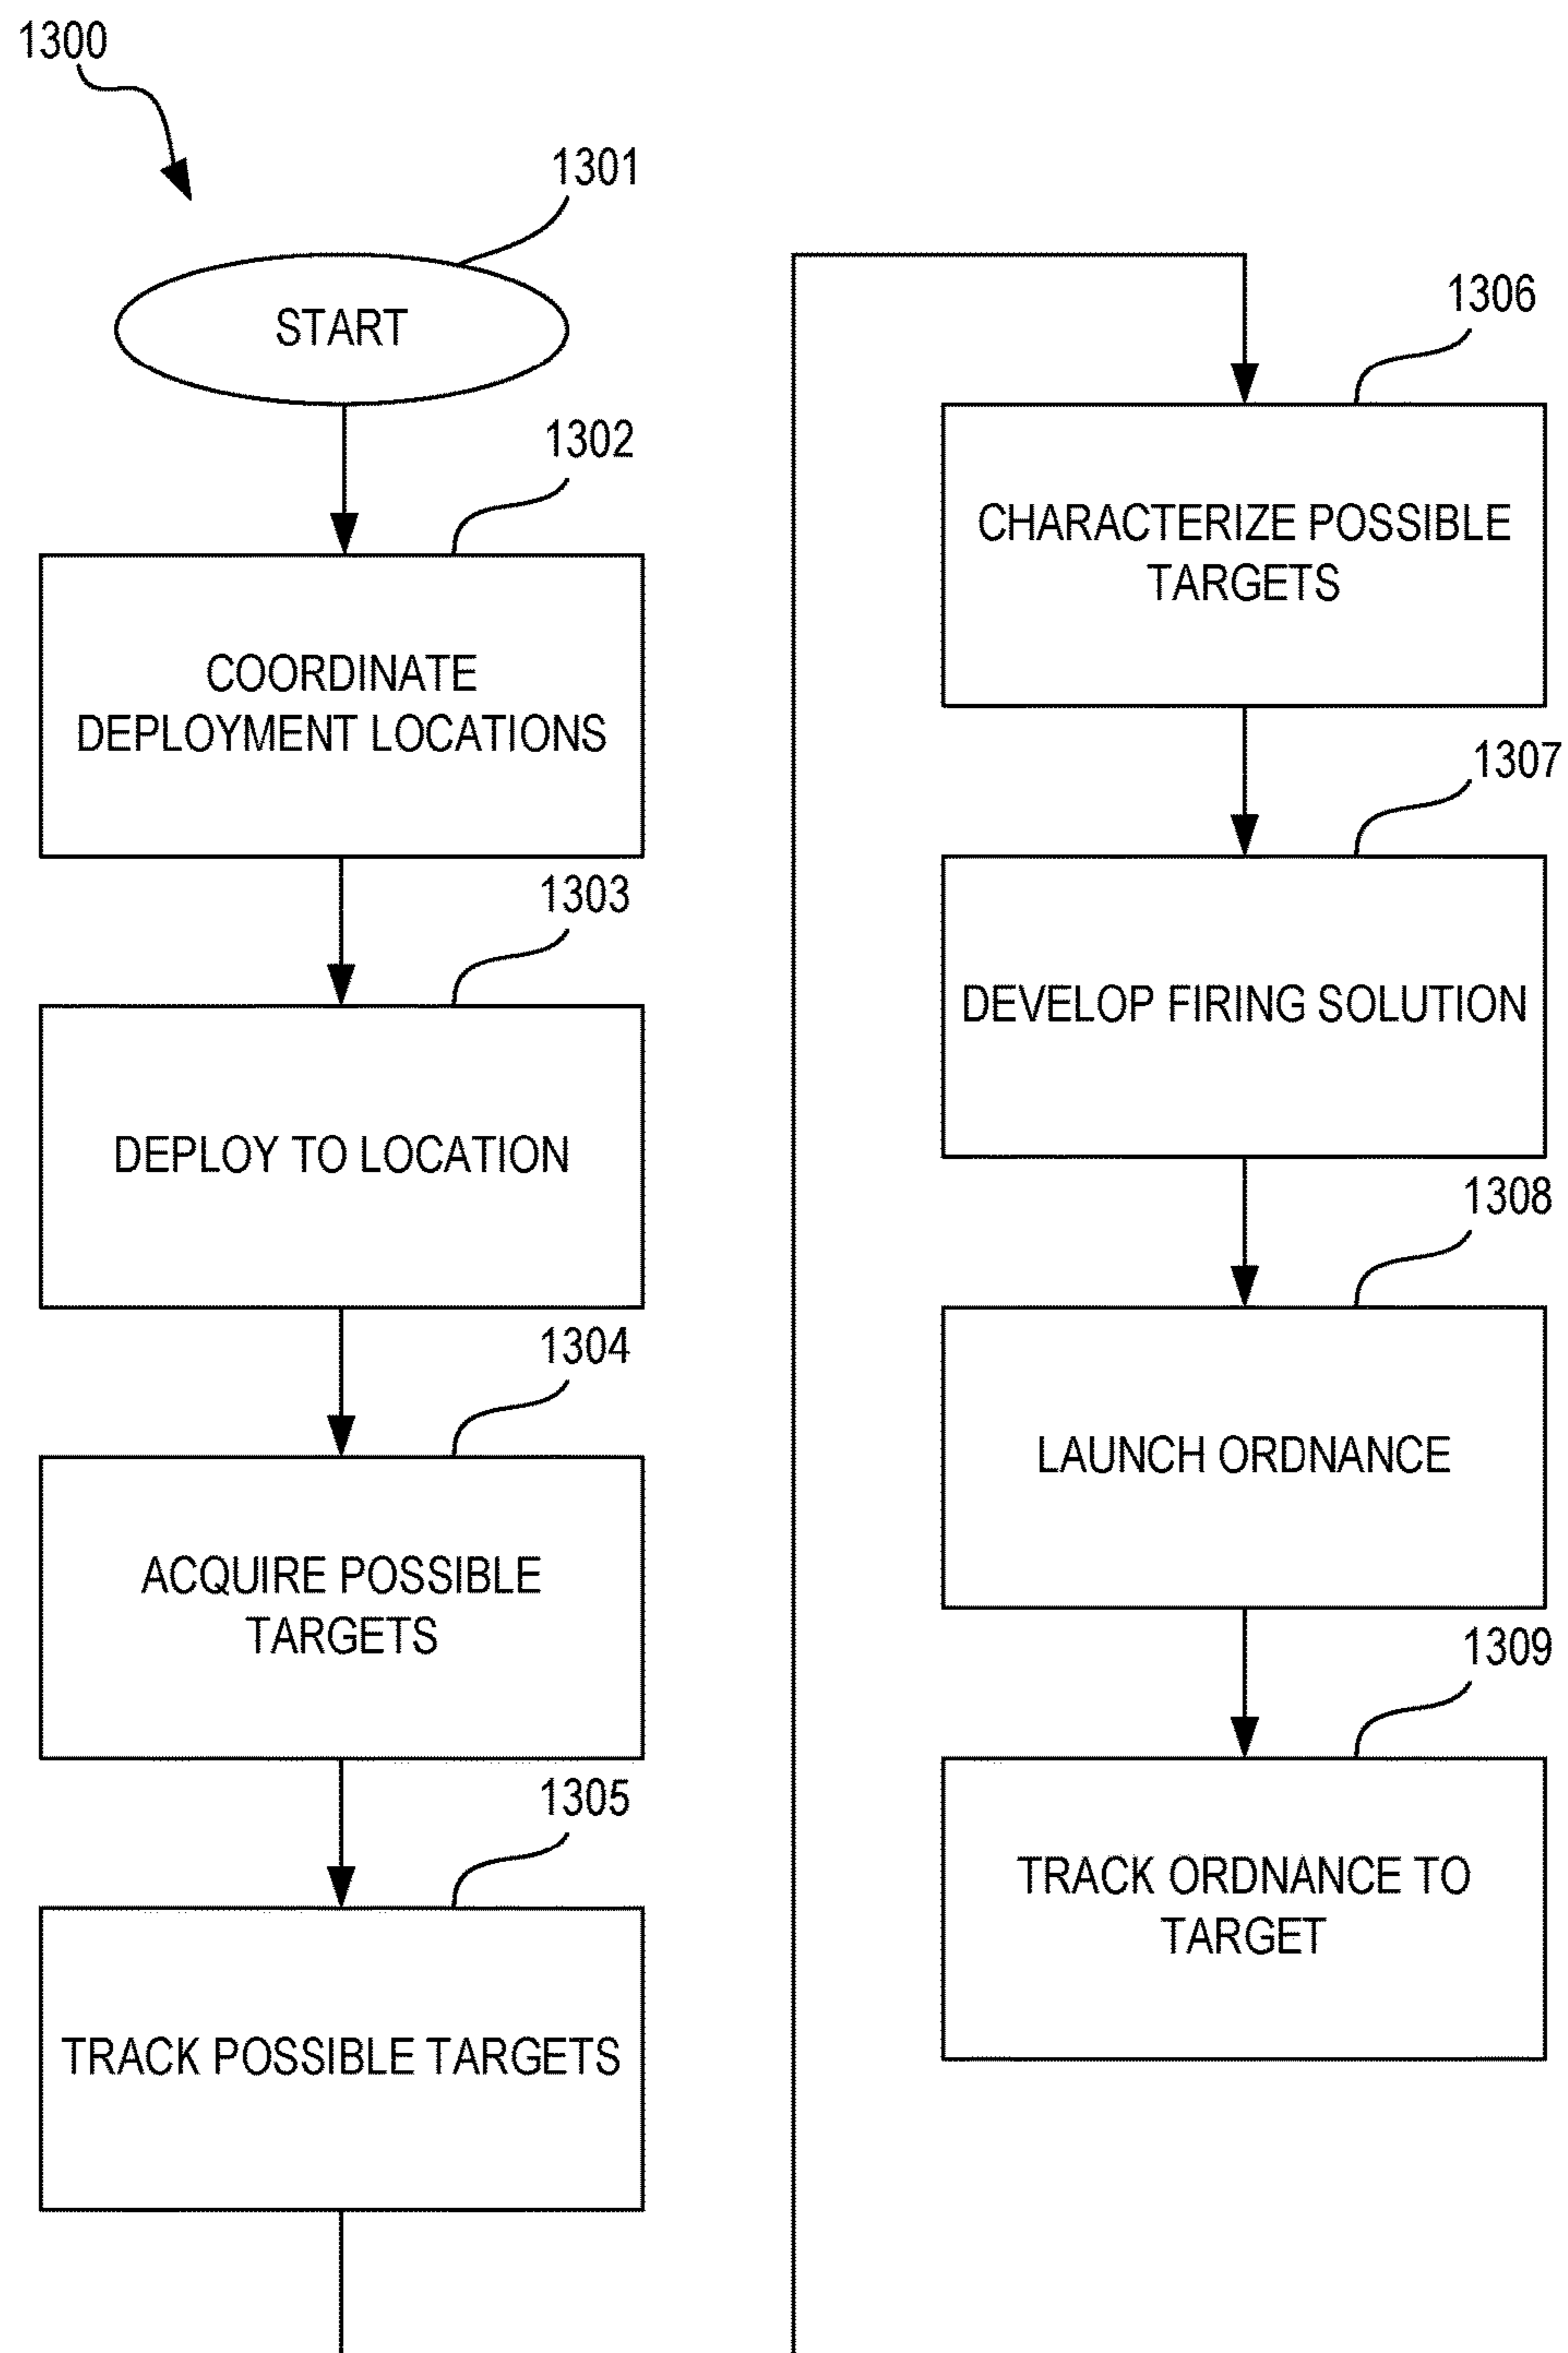 1300
1301
START
1302
COORDINATE
DEPLOYMENT LOCATIONS
1303
DEPLOY TO LOCATION
1304
ACQUIRE POSSIBLE
TARGETS
1305
TRACK POSSIBLE TARGETS
1306
CHARACTERIZE POSSIBLE
TARGETS
1307
DEVELOP FIRING SOLUTION
1308
LAUNCH ORDNANCE
1309
TRACK ORDNANCE TO
TARGET